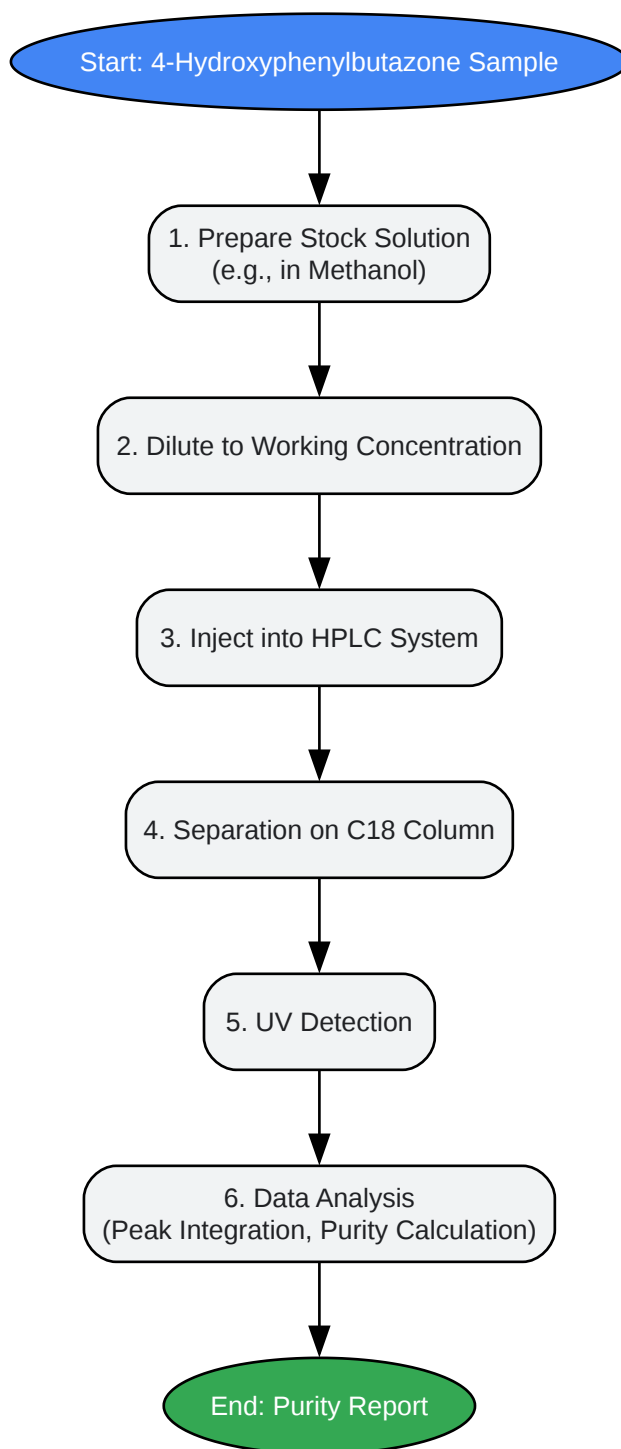 Start: 4-Hydroxyphenylbutazone Sample
1. Prepare Stock Solution
(e.g., in Methanol)
2. Dilute to Working Concentration
3. Inject into HPLC System
4. Separation on C18 Column
5. UV Detection
6. Data Analysis
(Peak Integration, Purity Calculation)
End: Purity Report